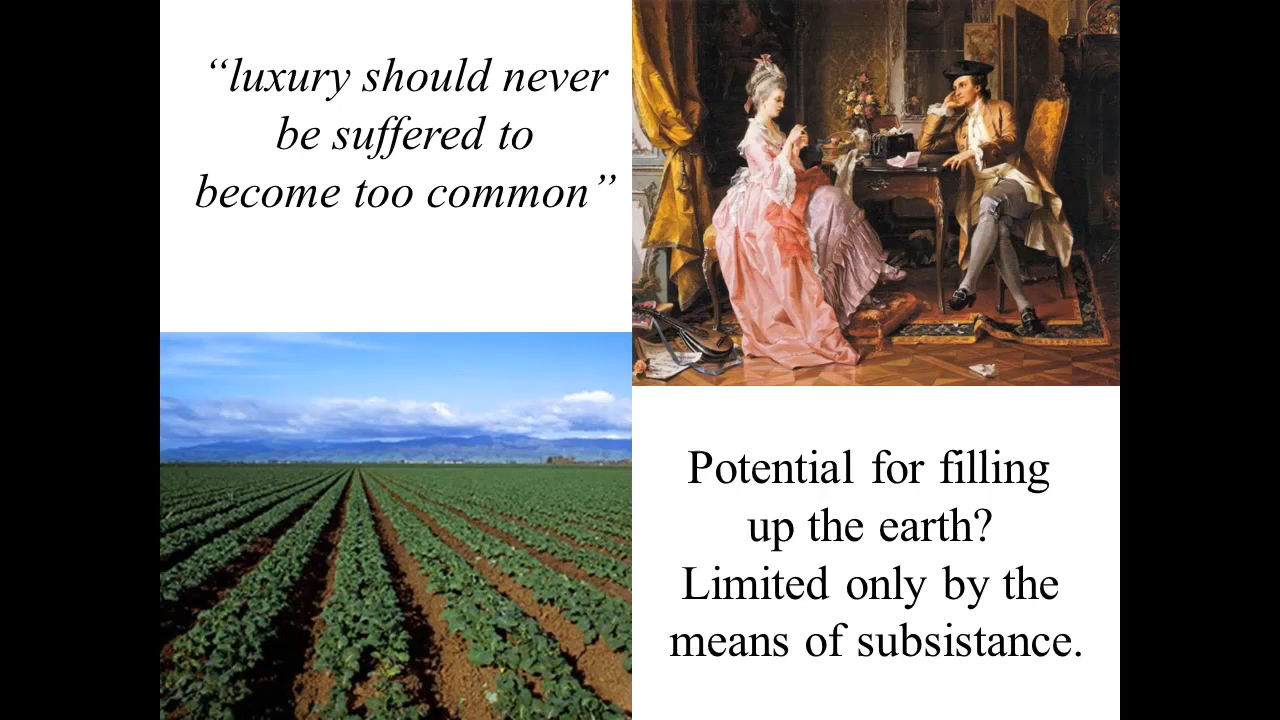 “luxury should never
be suffered to
become too common”
Potential for filling
up the earth?
Limited only by the
means of subsistance.